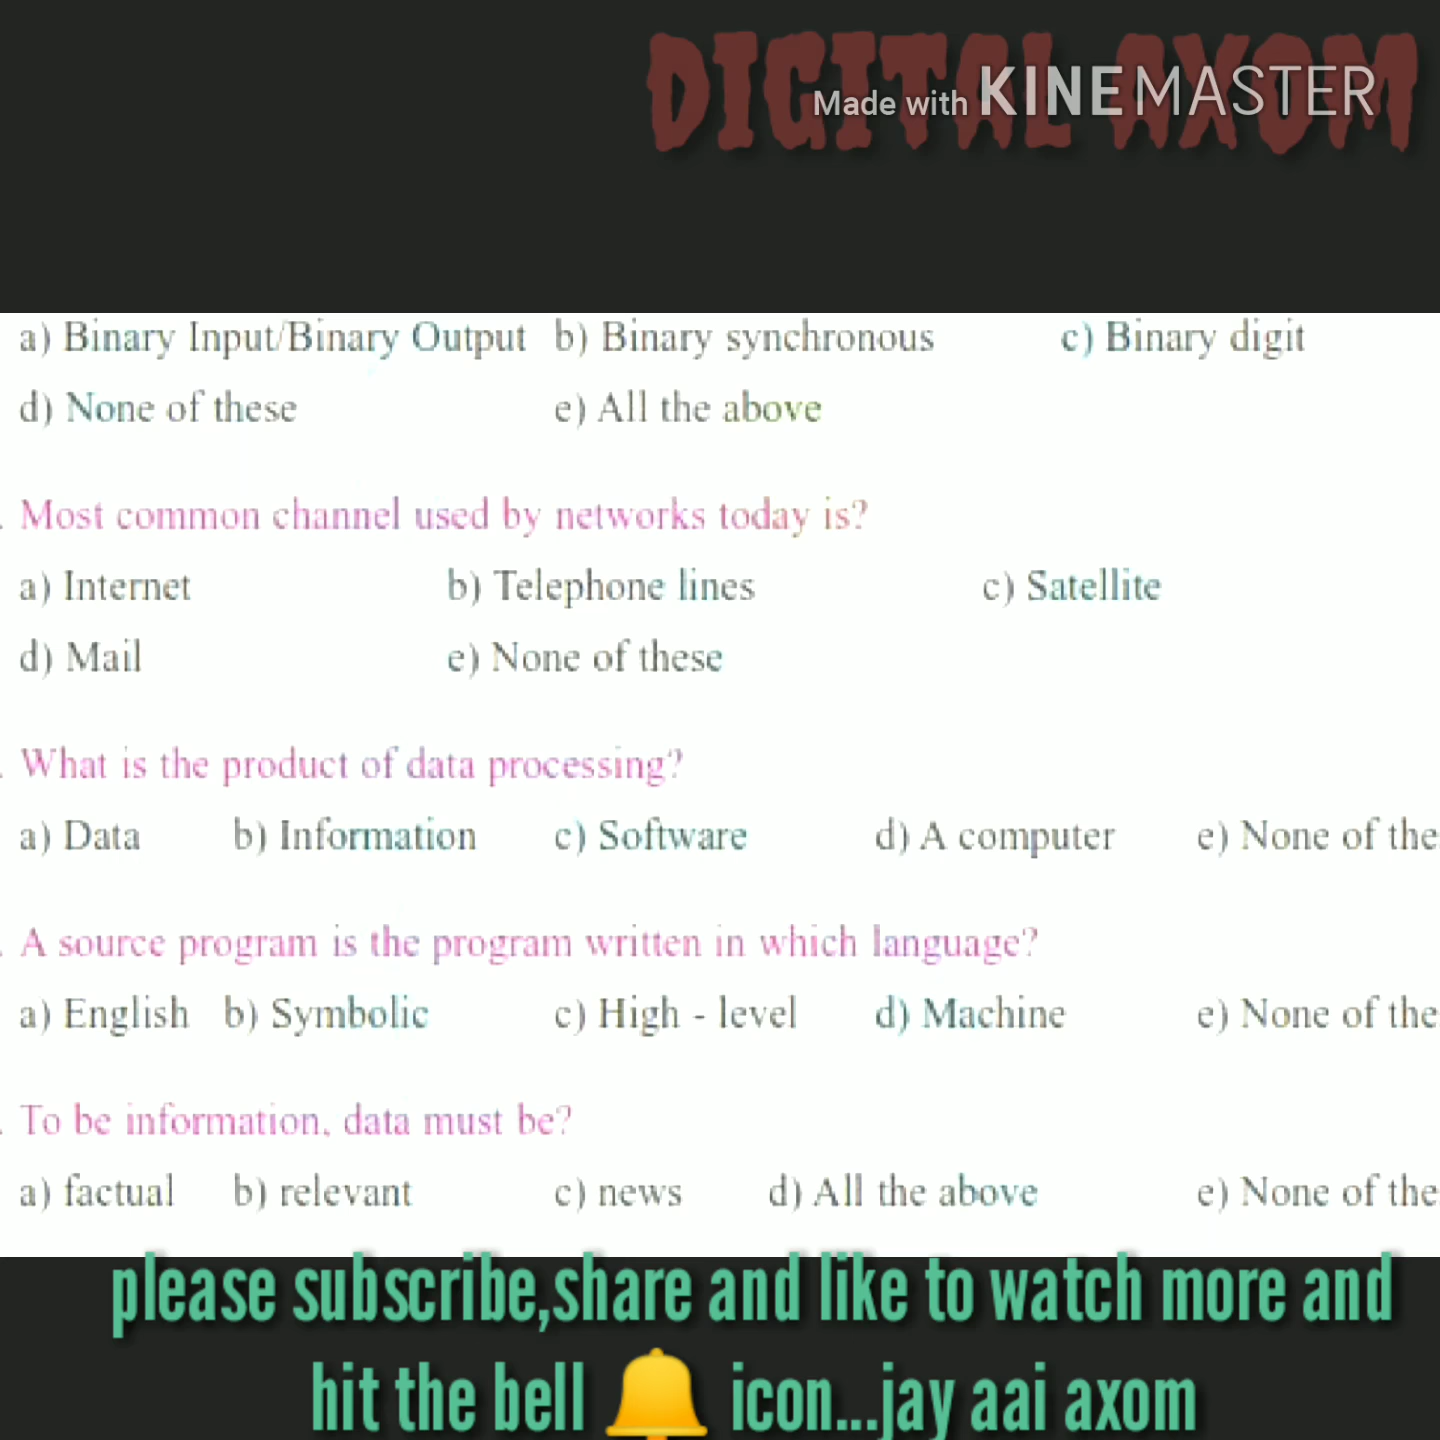 DIGITAL AXOM
Made with KINEMASTER
a) Binary Input/Binary Output b) Binary synchronous c) Binary digit
d) None of these e) All the above
. Most common channel used by networks today is?
a) Internet b) Telephone lines c) Satellite
d) Mail e) None of these
. What is the product of data processing?
a) Data b) Information c) Software d) A computer e) None of the
. A source program is the program written in which language?
a) English b) Symbolic c) High - level d) Machine e) None of the
. To be information, data must be?
a) factual b) relevant c) news d) All the above e) None of the
please subscribe,share and like to watch more and
hit the bell 🔔 icon...jay aai axom